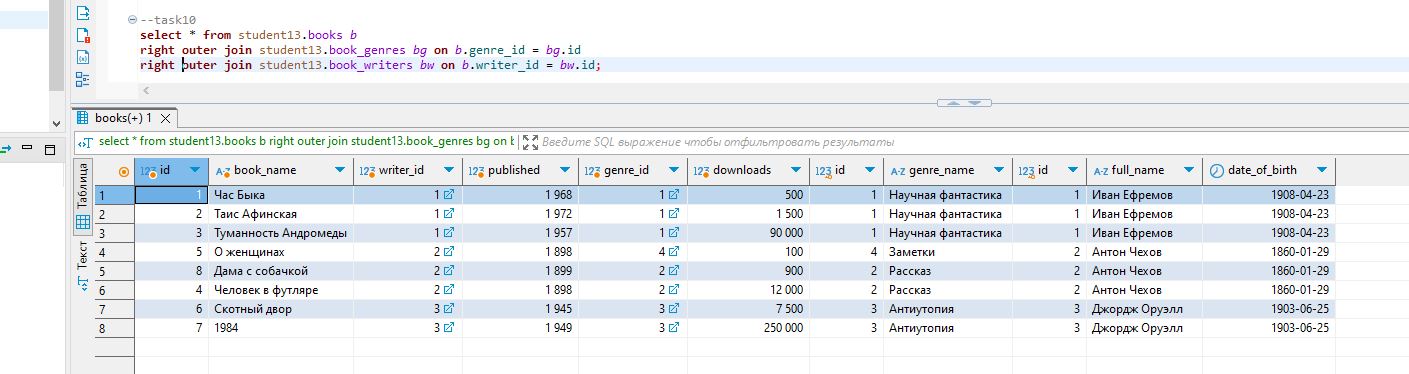 --task10
select * from student13.books b
right outer join student13.book_genres bg on b.genre_id = bg.id
right outer join student13.book_writers bw on b.writer_id = bw.id;
books(+) 1
select * from student13.books b right outer join student13.book_genres bg on b
Введите SQL выражение чтобы отфильтровать результаты
Таблица
Текст
123 id A-Z book_name 123 writer_id 123 published 123 genre_id 123 downloads 123 id A-Z genre_name 123 id A-Z full_name date_of_birth
1 1 Час Быка 1 1 968 1 500 1 Научная фантастика 1 Иван Ефремов 1908-04-23
2 2 Таис Афинская 1 1 972 1 1 500 1 Научная фантастика 1 Иван Ефремов 1908-04-23
3 3 Туманность Андромеды 1 1 957 1 90 000 1 Научная фантастика 1 Иван Ефремов 1908-04-23
4 5 О женщинах 2 1 898 4 100 4 Заметки 2 Антон Чехов 1860-01-29
5 8 Дама с собачкой 2 1 899 2 900 2 Рассказ 2 Антон Чехов 1860-01-29
6 4 Человек в футляре 2 1 898 2 12 000 2 Рассказ 2 Антон Чехов 1860-01-29
7 6 Скотный двор 3 1 945 3 7 500 3 Антиутопия 3 Джордж Оруэлл 1903-06-25
8 7 1984 3 1 949 3 250 000 3 Антиутопия 3 Джордж Оруэлл 1903-06-25